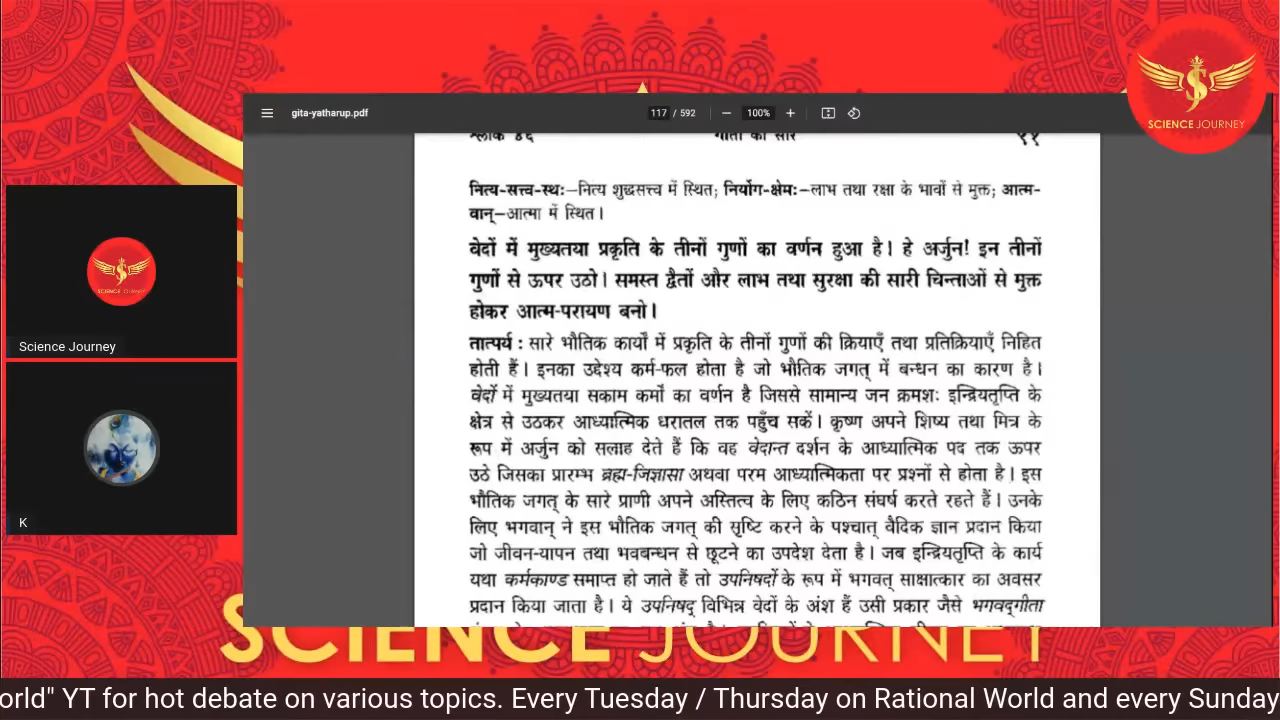 gita-yatharup.pdf
117 / 592
100%
SCIENCE JOURNEY
श्लोक ४५ गीता का सार ९१
नित्य-सत्त्व-स्थः–नित्य शुद्धसत्त्व में स्थित; निर्योग-क्षेमः–लाभ तथा रक्षा के भावों से मुक्त; आत्म-
वान्–आत्मा में स्थित।
वेदों में मुख्यतया प्रकृति के तीनों गुणों का वर्णन हुआ है। हे अर्जुन! इन तीनों
गुणों से ऊपर उठो। समस्त द्वैतों और लाभ तथा सुरक्षा की सारी चिन्ताओं से मुक्त
होकर आत्म-परायण बनो।
तात्पर्य : सारे भौतिक कार्यों में प्रकृति के तीनों गुणों की क्रियाएँ तथा प्रतिक्रियाएँ निहित
होती हैं। इनका उद्देश्य कर्म-फल होता है जो भौतिक जगत् में बन्धन का कारण है।
वेदों में मुख्यतया सकाम कर्मों का वर्णन है जिससे सामान्य जन क्रमशः इन्द्रियतृप्ति के
क्षेत्र से उठकर आध्यात्मिक धरातल तक पहुँच सकें। कृष्ण अपने शिष्य तथा मित्र के
रूप में अर्जुन को सलाह देते हैं कि वह वेदान्त दर्शन के आध्यात्मिक पद तक ऊपर
उठे जिसका प्रारम्भ ब्रह्म-जिज्ञासा अथवा परम आध्यात्मिकता पर प्रश्नों से होता है। इस
भौतिक जगत् के सारे प्राणी अपने अस्तित्व के लिए कठिन संघर्ष करते रहते हैं। उनके
लिए भगवान् ने इस भौतिक जगत् की सृष्टि करने के पश्चात् वैदिक ज्ञान प्रदान किया
जो जीवन-यापन तथा भवबन्धन से छूटने का उपदेश देता है। जब इन्द्रियतृप्ति के कार्य
यथा कर्मकाण्ड समाप्त हो जाते हैं तो उपनिषदों के रूप में भगवत् साक्षात्कार का अवसर
प्रदान किया जाता है। ये उपनिषद् विभिन्न वेदों के अंश हैं उसी प्रकार जैसे भगवद्गीता
SCIENCE JOURNEY
Science Journey
K
SCIENCE JOURNEY
orld" YT for hot debate on various topics. Every Tuesday / Thursday on Rational World and every Sunday